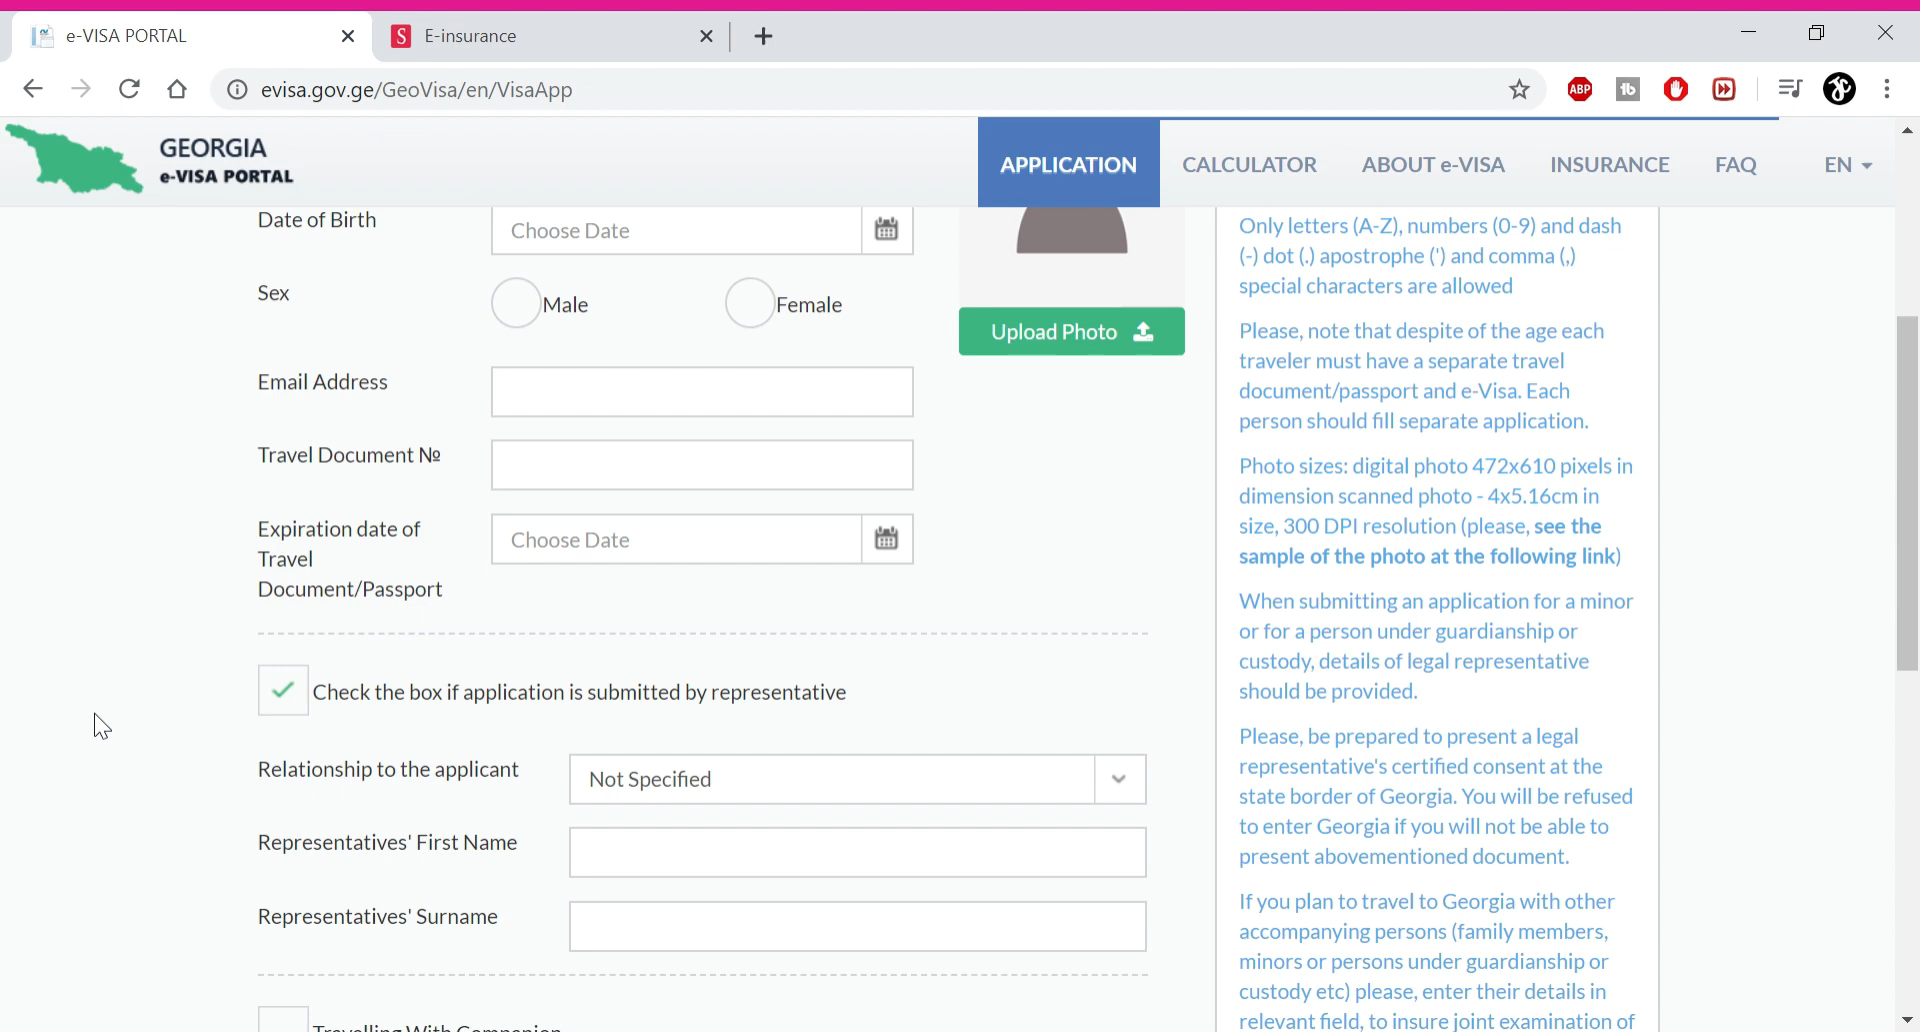 e-VISA PORTAL
S E-insurance
evisa.gov.ge/GeoVisa/en/VisaApp
ABP
tb
GEORGIA
e-VISA PORTAL
APPLICATION
CALCULATOR
ABOUT e-VISA
INSURANCE
FAQ
EN
Date of Birth
Choose Date
Sex
Male
Female
Upload Photo
Email Address
Travel Document №
Expiration date of
Travel
Document/Passport
Choose Date
Check the box if application is submitted by representative
Relationship to the applicant
Not Specified
Representatives' First Name
Representatives' Surname
Travelling With Companion
Only letters (A-Z), numbers (0-9) and dash
(-) dot (.) apostrophe (') and comma (,)
special characters are allowed
Please, note that despite of the age each
traveler must have a separate travel
document/passport and e-Visa. Each
person should fill separate application.
Photo sizes: digital photo 472x610 pixels in
dimension scanned photo - 4x5.16cm in
size, 300 DPI resolution (please, see the
sample of the photo at the following link)
When submitting an application for a minor
or for a person under guardianship or
custody, details of legal representative
should be provided.
Please, be prepared to present a legal
representative's certified consent at the
state border of Georgia. You will be refused
to enter Georgia if you will not be able to
present abovementioned document.
If you plan to travel to Georgia with other
accompanying persons (family members,
minors or persons under guardianship or
custody etc) please, enter their details in
relevant field, to insure joint examination of